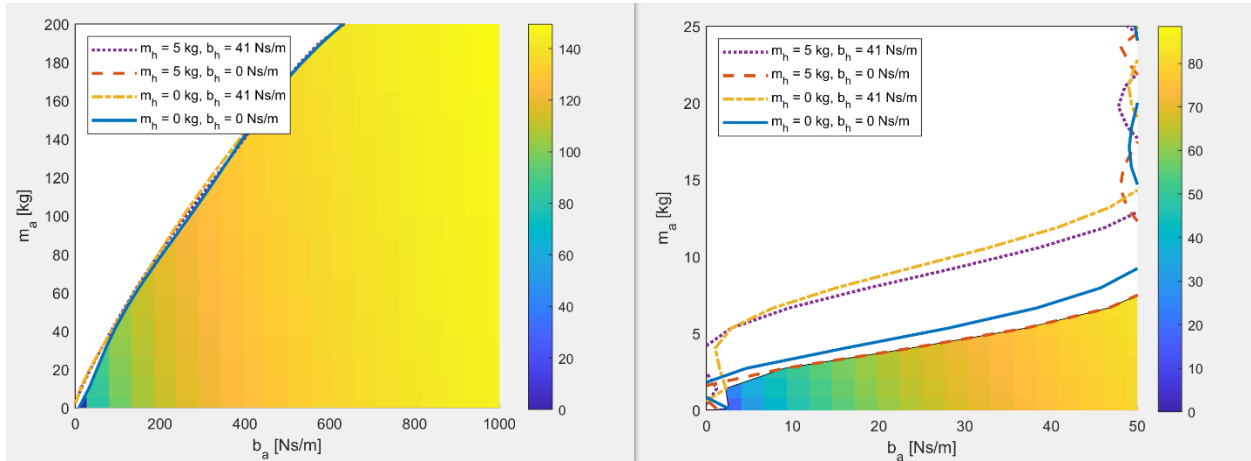 200
180
160
140
120
100
80
60
40
20
0
m_a [kg]
m_h = 5 kg, b_h = 41 Ns/m
m_h = 5 kg, b_h = 0 Ns/m
m_h = 0 kg, b_h = 41 Ns/m
m_h = 0 kg, b_h = 0 Ns/m
0 200 400 600 800 1000
b_a [Ns/m]
140
120
100
80
60
40
20
0
25
20
15
10
5
0
m_a [kg]
m_h = 5 kg, b_h = 41 Ns/m
m_h = 5 kg, b_h = 0 Ns/m
m_h = 0 kg, b_h = 41 Ns/m
m_h = 0 kg, b_h = 0 Ns/m
0 10 20 30 40 50
b_a [Ns/m]
80
70
60
50
40
30
20
10
0